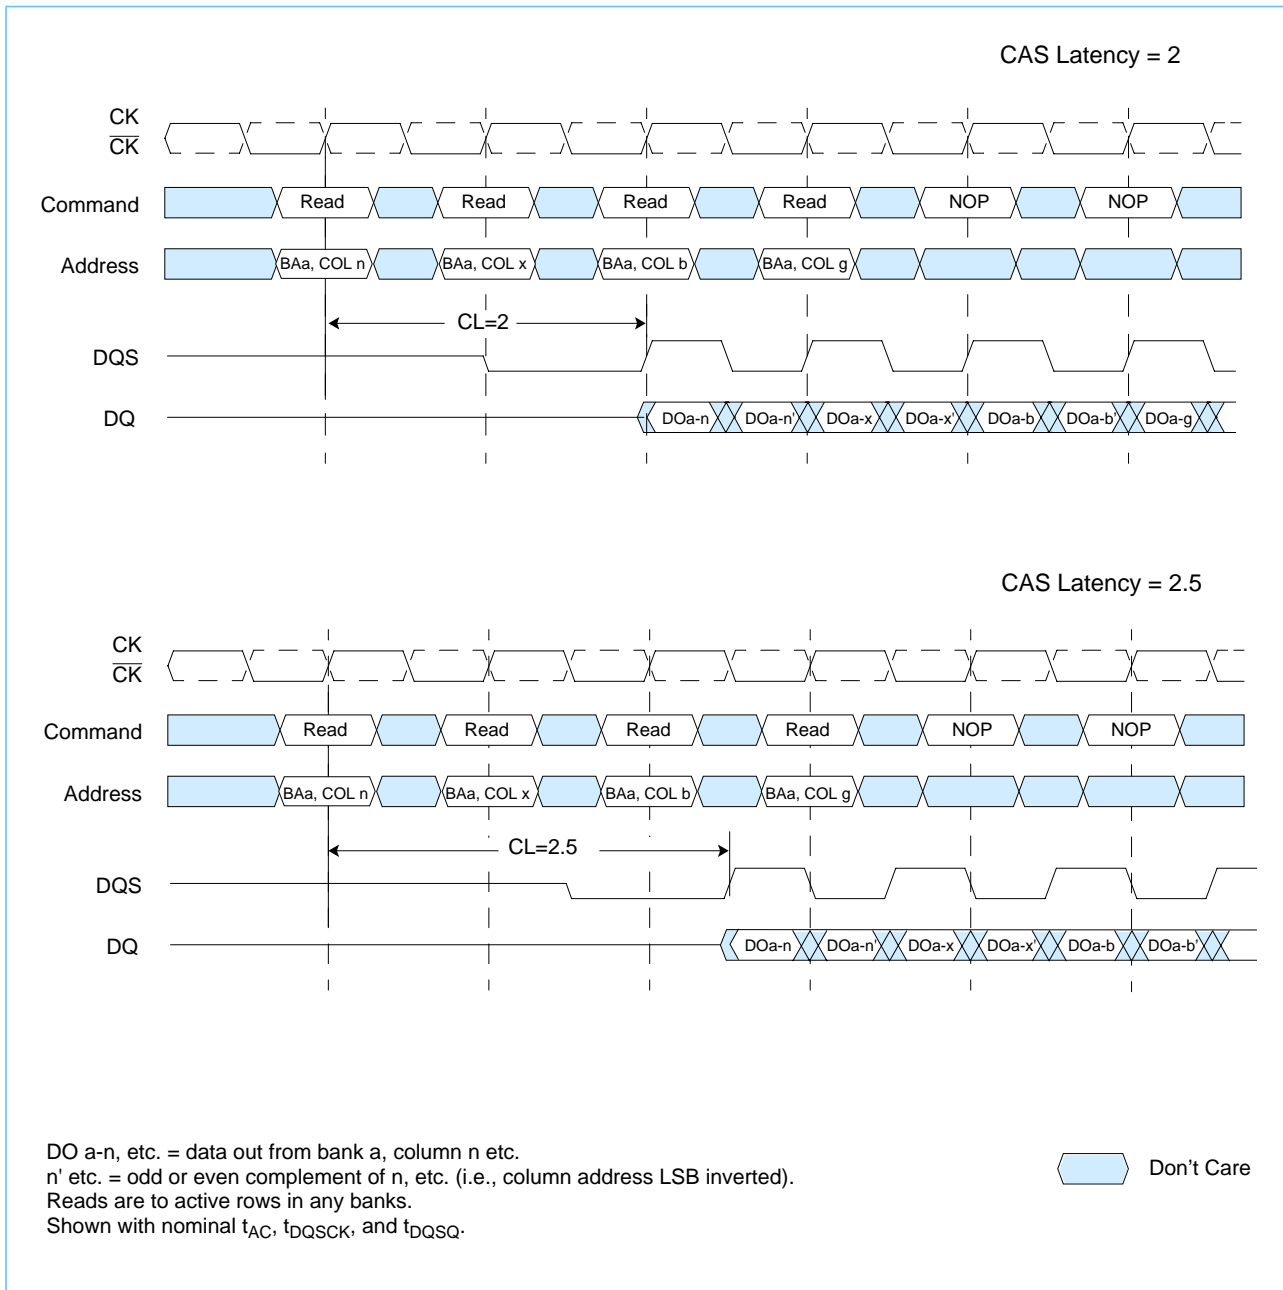 CAS Latency = 2
CK
CK
Command Read Read Read Read NOP NOP
Address BAa, COL n BAa, COL x BAa, COL b BAa, COL g
CL=2
DQS
DQ DOa-n DOa-n' DOa-x DOa-x' DOa-b DOa-b' DOa-g
CAS Latency = 2.5
CK
CK
Command Read Read Read Read NOP NOP
Address BAa, COL n BAa, COL x BAa, COL b BAa, COL g
CL=2.5
DQS
DQ DOa-n DOa-n' DOa-x DOa-x' DOa-b DOa-b'
DO a-n, etc. = data out from bank a, column n etc.
n' etc. = odd or even complement of n, etc. (i.e., column address LSB inverted).
Reads are to active rows in any banks.
Shown with nominal tAC, tDQSCK, and tDQSQ.
Don't Care